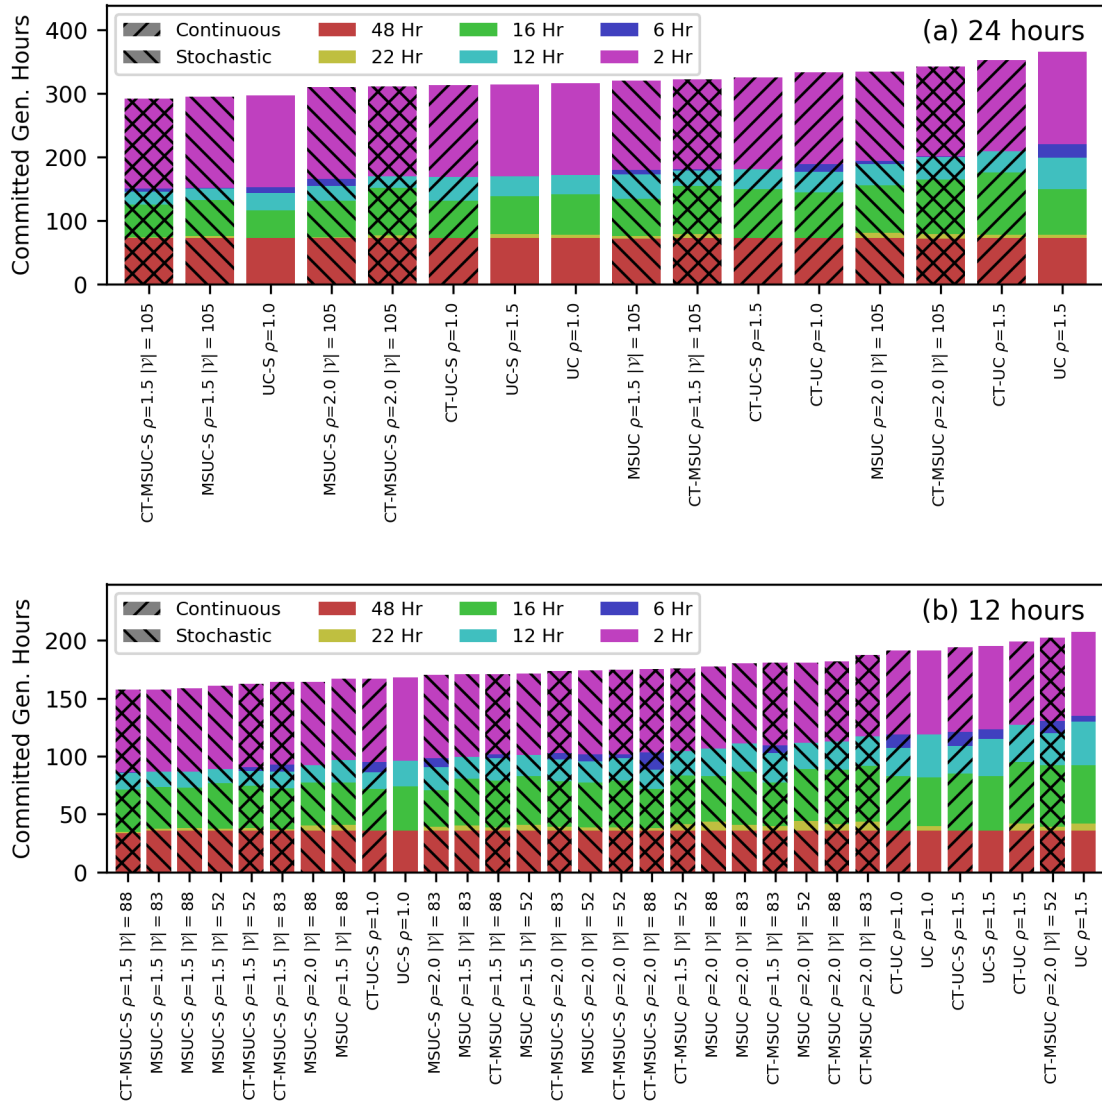 (a) 24 hours
Continuous 48 Hr 16 Hr 6 Hr
Stochastic 22 Hr 12 Hr 2 Hr
Committed Gen. Hours
400
300
200
100
0
CT-MSUC-S ρ=1.5 |𝒱| = 105
MSUC-S ρ=1.5 |𝒱| = 105
UC-S ρ=1.0
MSUC-S ρ=2.0 |𝒱| = 105
CT-MSUC-S ρ=2.0 |𝒱| = 105
CT-UC-S ρ=1.0
UC-S ρ=1.5
UC ρ=1.0
MSUC ρ=1.5 |𝒱| = 105
CT-MSUC ρ=1.5 |𝒱| = 105
CT-UC-S ρ=1.5
CT-UC ρ=1.0
MSUC ρ=2.0 |𝒱| = 105
CT-MSUC ρ=2.0 |𝒱| = 105
CT-UC ρ=1.5
UC ρ=1.5
(b) 12 hours
Continuous 48 Hr 16 Hr 6 Hr
Stochastic 22 Hr 12 Hr 2 Hr
Committed Gen. Hours
200
150
100
50
0
CT-MSUC-S ρ=1.5 |𝒱| = 88
MSUC-S ρ=1.5 |𝒱| = 83
MSUC-S ρ=1.5 |𝒱| = 88
MSUC-S ρ=1.5 |𝒱| = 52
CT-MSUC-S ρ=1.5 |𝒱| = 52
CT-MSUC-S ρ=1.5 |𝒱| = 83
MSUC-S ρ=2.0 |𝒱| = 88
MSUC ρ=1.5 |𝒱| = 88
CT-UC-S ρ=1.0
UC-S ρ=1.0
MSUC-S ρ=2.0 |𝒱| = 83
MSUC ρ=1.5 |𝒱| = 83
CT-MSUC ρ=1.5 |𝒱| = 88
MSUC ρ=1.5 |𝒱| = 52
CT-MSUC-S ρ=2.0 |𝒱| = 83
MSUC-S ρ=2.0 |𝒱| = 52
CT-MSUC-S ρ=2.0 |𝒱| = 52
CT-MSUC-S ρ=2.0 |𝒱| = 88
CT-MSUC ρ=1.5 |𝒱| = 52
MSUC ρ=2.0 |𝒱| = 88
MSUC ρ=2.0 |𝒱| = 83
CT-MSUC ρ=1.5 |𝒱| = 83
MSUC ρ=2.0 |𝒱| = 52
CT-MSUC ρ=2.0 |𝒱| = 88
CT-MSUC ρ=2.0 |𝒱| = 83
CT-UC ρ=1.0
UC ρ=1.0
CT-UC-S ρ=1.5
UC-S ρ=1.5
CT-UC ρ=1.5
CT-MSUC ρ=2.0 |𝒱| = 52
UC ρ=1.5